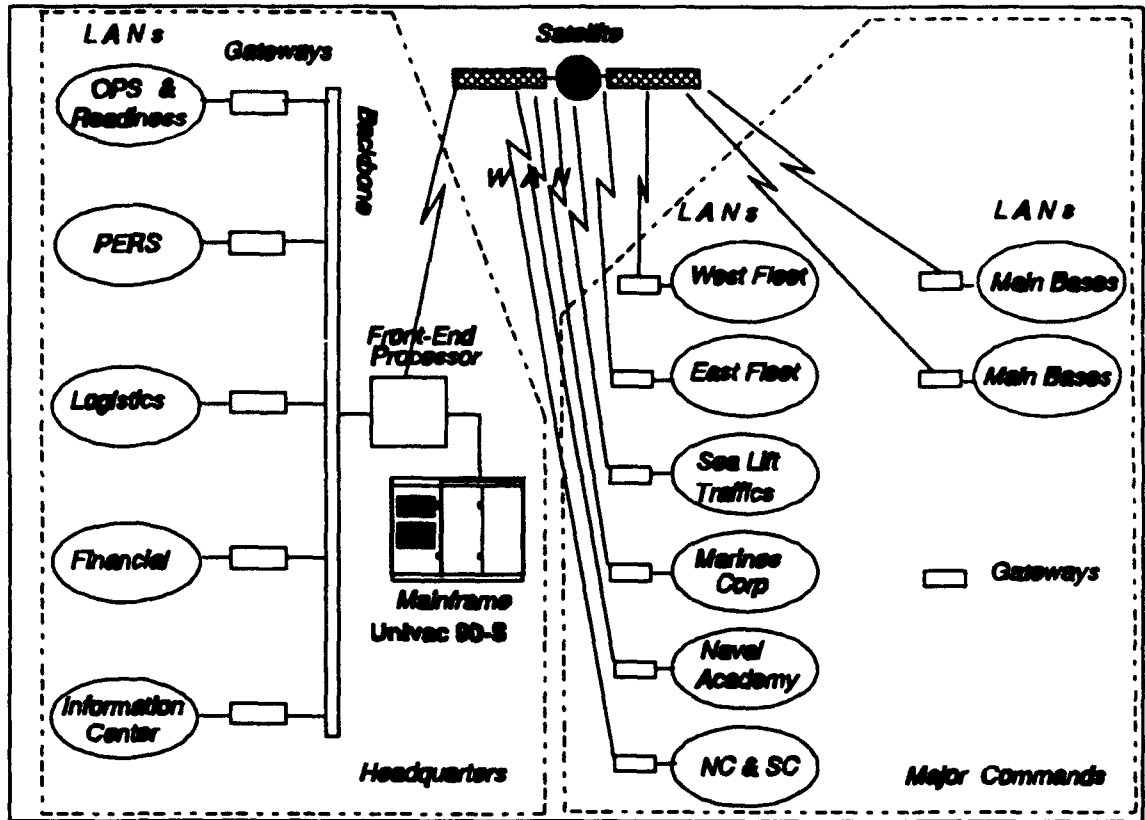 LANs
Gateways
OPS &
Readiness
Backbone
PERS
Logistics
Financial
Information
Center
Front-End
Processor
Mainframe
Univac 90-S
Headquarters
Satelite
WAN
LANs
West Fleet
East Fleet
Sea Lift
Traffics
Marines
Corp
Naval
Academy
NC & SC
LANs
Main Bases
Main Bases
Gateways
Major Commands